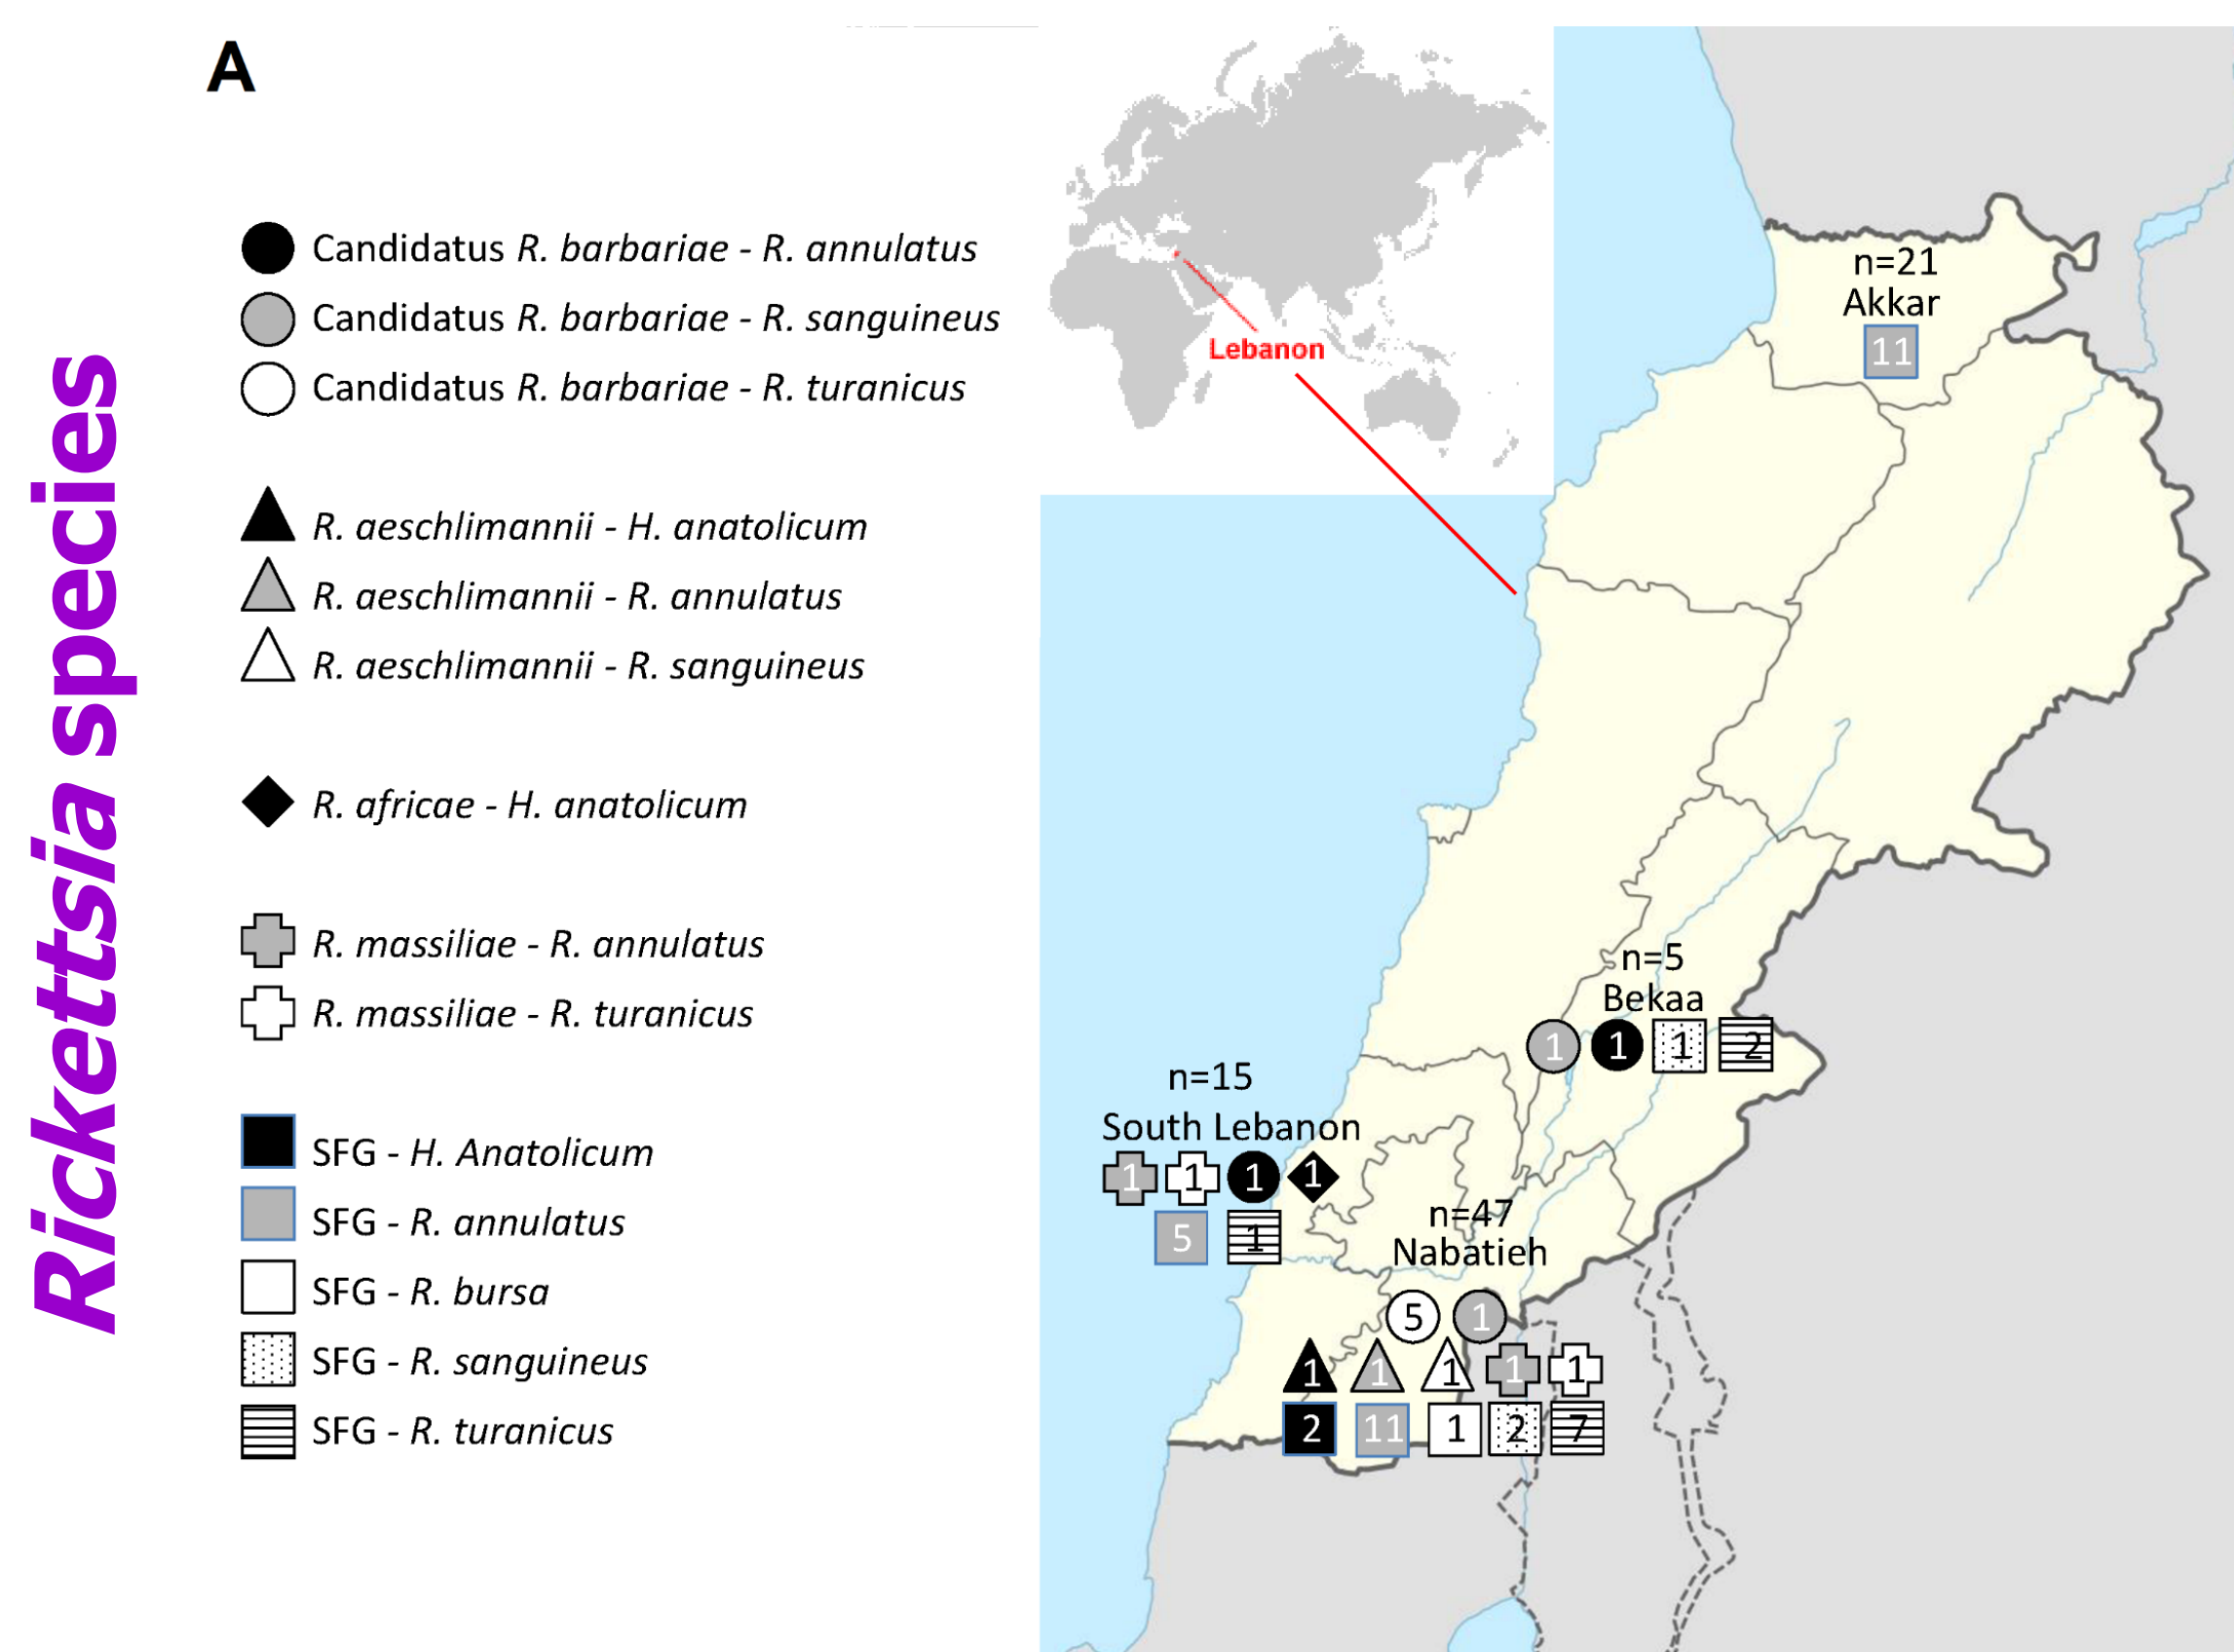 A
Rickettsia species
Candidatus R. barbariae - R. annulatus
Candidatus R. barbariae - R. sanguineus
Candidatus R. barbariae - R. turanicus
R. aeschlimannii - H. anatolicum
R. aeschlimannii - R. annulatus
R. aeschlimannii - R. sanguineus
R. africae - H. anatolicum
R. massiliae - R. annulatus
R. massiliae - R. turanicus
SFG - H. Anatolicum
SFG - R. annulatus
SFG - R. bursa
SFG - R. sanguineus
SFG - R. turanicus
Lebanon
n=21
Akkar
11
n=5
Bekaa
1 1 1 2
n=15
South Lebanon
1 1 1 1
5 1
n=47
Nabatieh
5 1
1 1 1 1 1
2 11 1 2 7